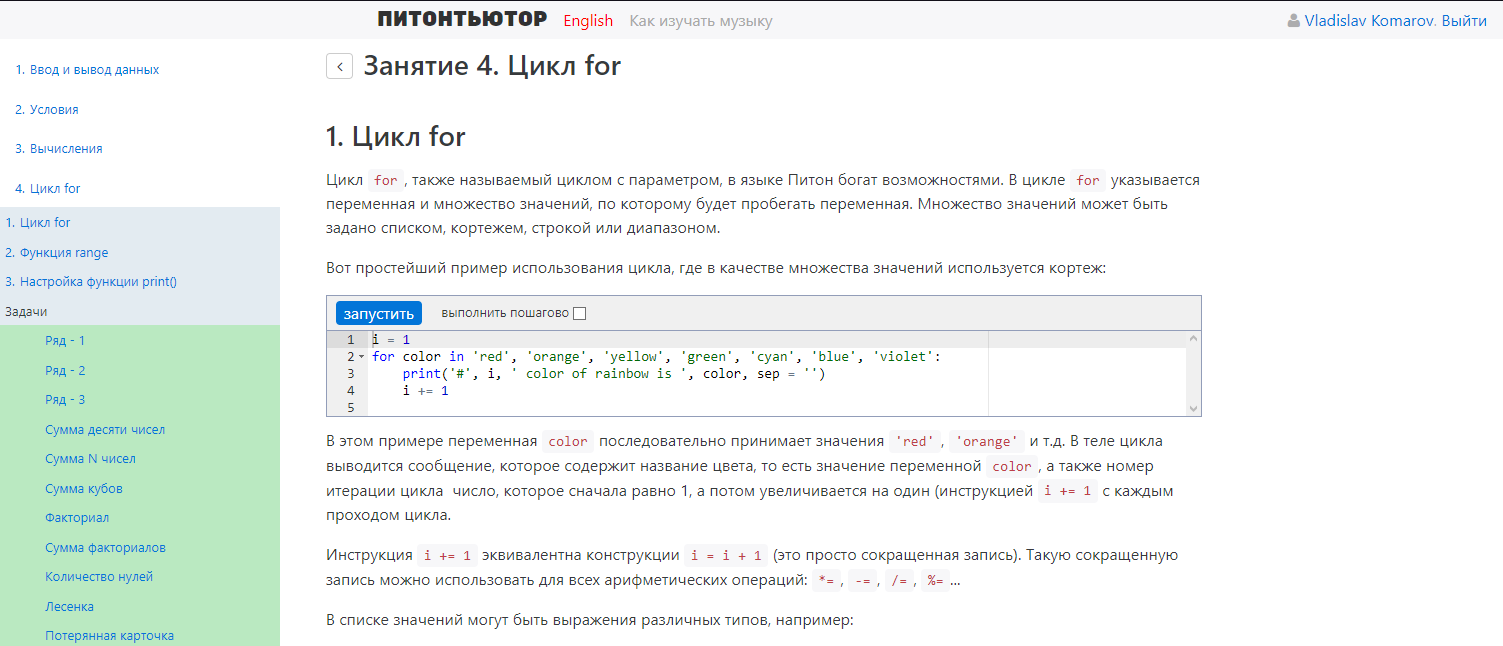 ПИТОНТЬЮТОР English Как изучать музыку Vladislav Komarov. Выйти
1. Ввод и вывод данных
2. Условия
3. Вычисления
4. Цикл for
1. Цикл for
2. Функция range
3. Настройка функции print()
Задачи
Ряд - 1
Ряд - 2
Ряд - 3
Сумма десяти чисел
Сумма N чисел
Сумма кубов
Факториал
Сумма факториалов
Количество нулей
Лесенка
Потерянная карточка
Занятие 4. Цикл for
1. Цикл for
Цикл for , также называемый циклом с параметром, в языке Питон богат возможностями. В цикле for указывается
переменная и множество значений, по которому будет пробегать переменная. Множество значений может быть
задано списком, кортежем, строкой или диапазоном.
Вот простейший пример использования цикла, где в качестве множества значений используется кортеж:
запустить выполнить пошагово
1 i = 1
2 for color in 'red', 'orange', 'yellow', 'green', 'cyan', 'blue', 'violet':
3 print('#', i, ' color of rainbow is ', color, sep = '')
4 i += 1
5
В этом примере переменная color последовательно принимает значения 'red' , 'orange' и т.д. В теле цикла
выводится сообщение, которое содержит название цвета, то есть значение переменной color , а также номер
итерации цикла число, которое сначала равно 1, а потом увеличивается на один (инструкцией i += 1 с каждым
проходом цикла.
Инструкция i += 1 эквивалентна конструкции i = i + 1 (это просто сокращенная запись). Такую сокращенную
запись можно использовать для всех арифметических операций: *= , -= , /= , %= ...
В списке значений могут быть выражения различных типов, например: